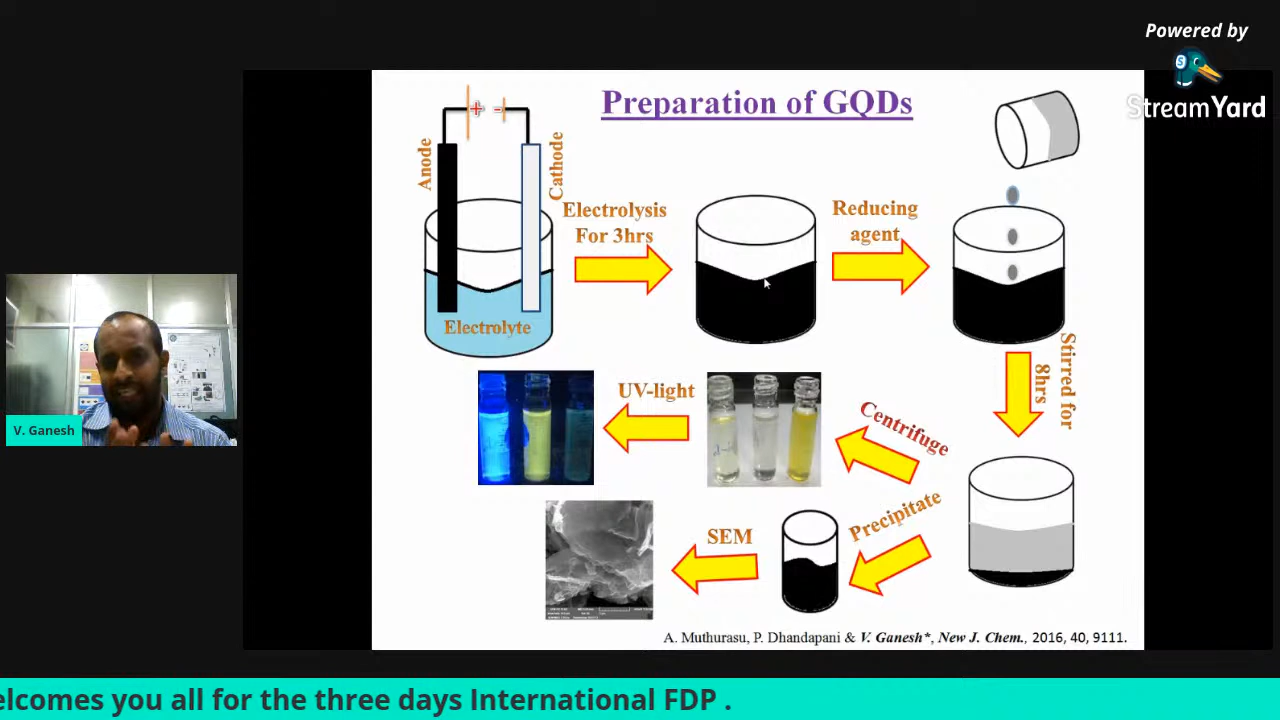 Powered by
StreamYard
Preparation of GQDs
Anode
Cathode
+ -
Electrolysis
For 3hrs
Reducing
agent
Electrolyte
Stirred for
8hrs
UV-light
Centrifuge
Precipitate
SEM
A. Muthurasu, P. Dhandapani & V. Ganesh*, New J. Chem., 2016, 40, 9111.
V. Ganesh
elcomes you all for the three days International FDP .